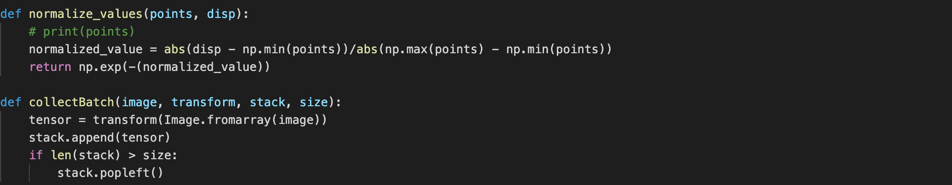 def normalize_values(points, disp):
    # print(points)
    normalized_value = abs(disp - np.min(points))/abs(np.max(points) - np.min(points))
    return np.exp(-(normalized_value))

def collectBatch(image, transform, stack, size):
    tensor = transform(Image.fromarray(image))
    stack.append(tensor)
    if len(stack) > size:
        stack.popleft()